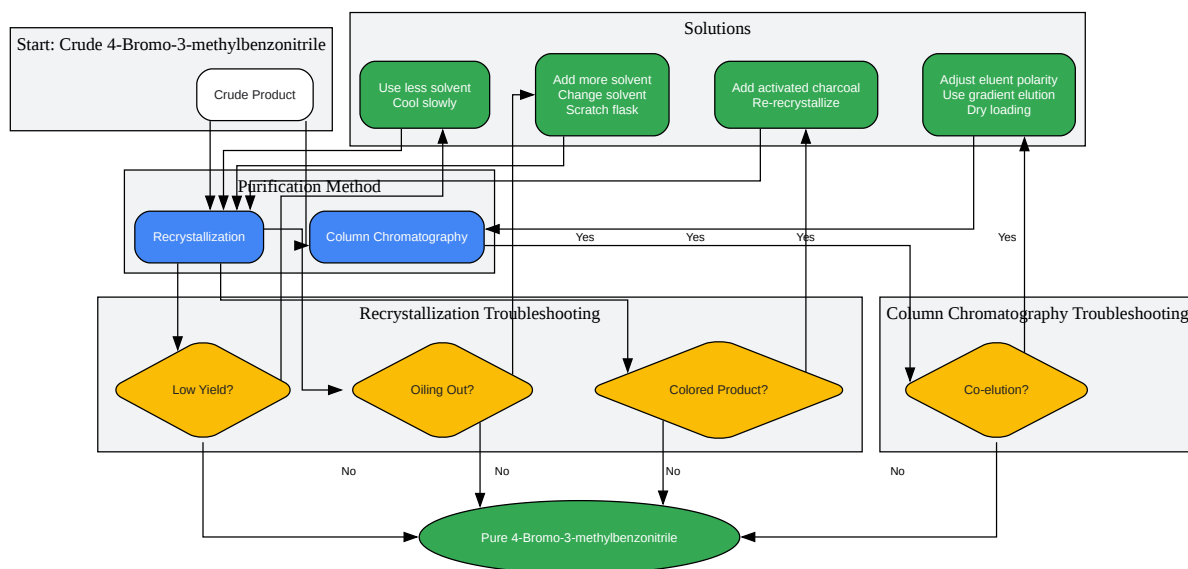 Solutions
Start: Crude 4-Bromo-3-methylbenzonitrile
Crude Product
Use less solvent
Cool slowly
Add more solvent
Change solvent
Scratch flask
Add activated charcoal
Re-recrystallize
Adjust eluent polarity
Use gradient elution
Dry loading
Purification Method
Recrystallization
Column Chromatography
Yes
Yes
Yes
Yes
Recrystallization Troubleshooting
Column Chromatography Troubleshooting
Low Yield?
Oiling Out?
Colored Product?
Co-elution?
No
No
No
No
Pure 4-Bromo-3-methylbenzonitrile